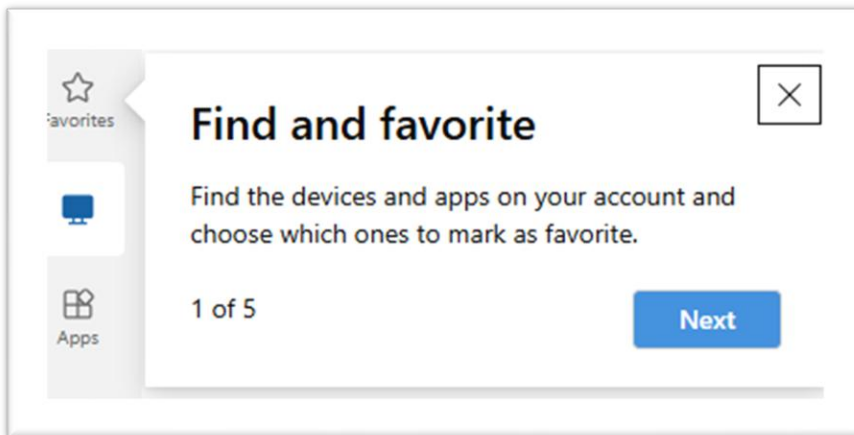 Favorites
Find and favorite
Find the devices and apps on your account and
choose which ones to mark as favorite.
Apps
1 of 5
Next